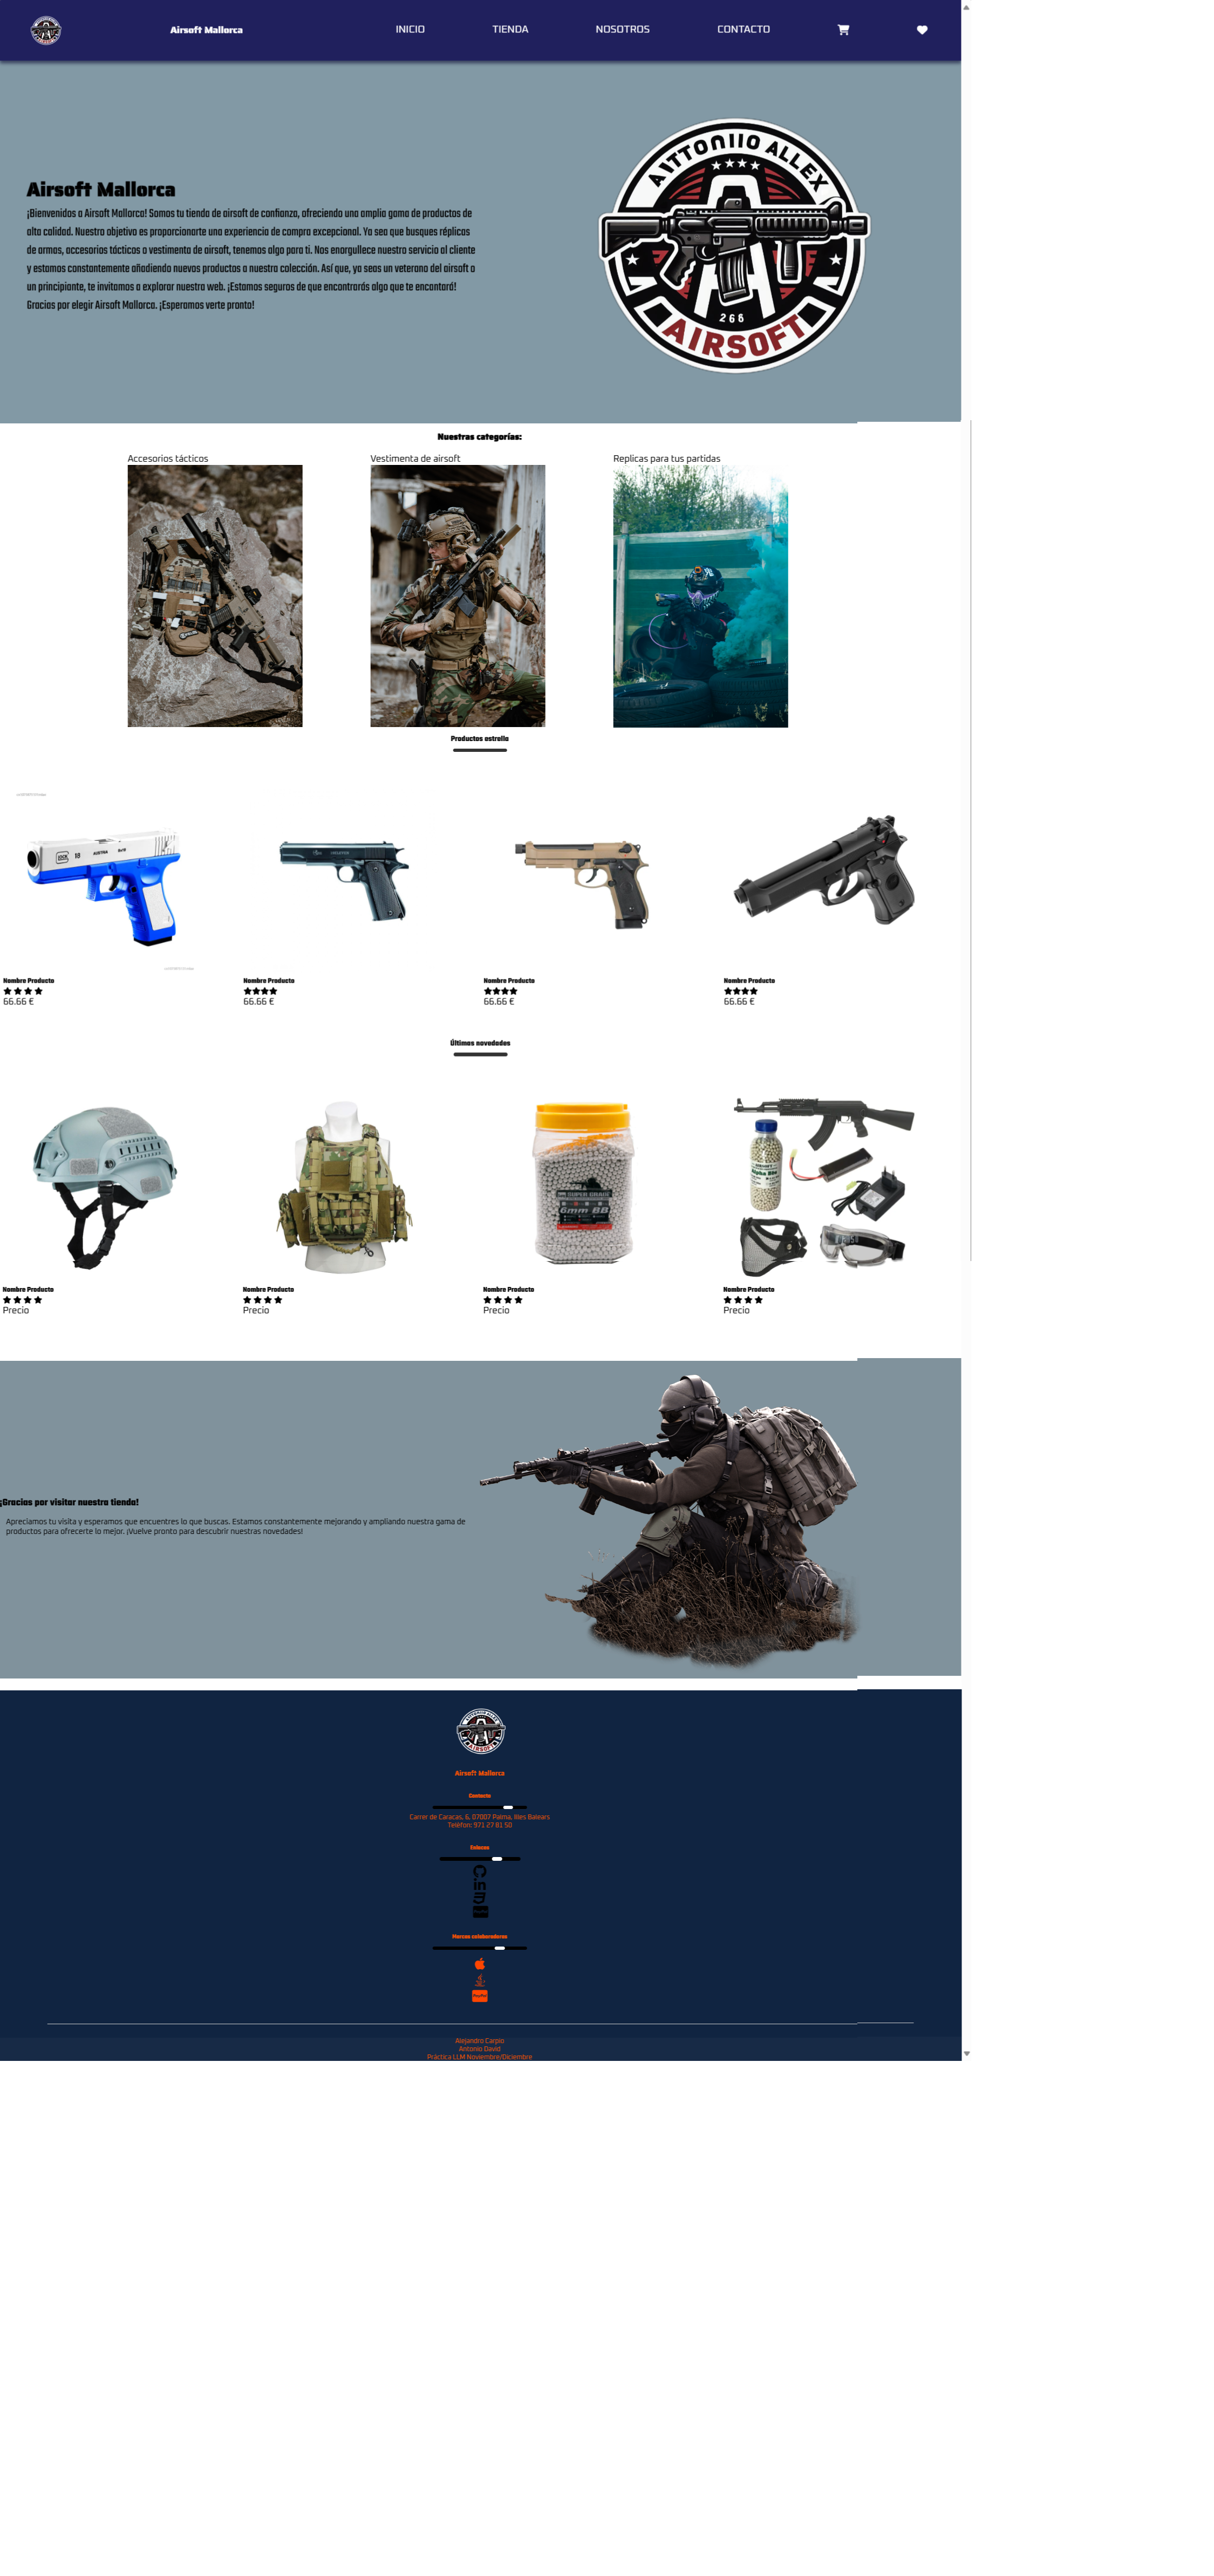 Airsoft Mallorca
INICIO
TIENDA
NOSOTROS
CONTACTO
Airsoft Mallorca
¡Bienvenidos a Airsoft Mallorca! Somos tu tienda de airsoft de confianza, ofreciendo una amplia gama de productos de
alta calidad. Nuestro objetivo es proporcionarte una experiencia de compra excepcional. Ya sea que busques réplicas
de armas, accesorios tácticos o vestimenta de airsoft, tenemos algo para ti. Nos enorgullece nuestro servicio al cliente
y estamos constantemente añadiendo nuevos productos a nuestra colección. Así que, ya seas un veterano del airsoft o
un principiante, te invitamos a explorar nuestra web. ¡Estamos seguros de que encontrarás algo que te encantará!
Gracias por elegir Airsoft Mallorca. ¡Esperamos verte pronto!
AITTONIIO ALLEX
266
AIRSOFT
Nuestras categorías:
Accesorios tácticos
Vestimenta de airsoft
Replicas para tus partidas
Productos estrella
18
AUSTRIA
9x19
Nombre Producto
66.66 €
Nombre Producto
66.66 €
Nombre Producto
66.66 €
Nombre Producto
66.66 €
Últimas novedades
SUPER GRADE
6mm BB
Nombre Producto
Precio
Nombre Producto
Precio
Nombre Producto
Precio
Nombre Producto
Precio
¡Gracias por visitar nuestra tienda!
Apreciamos tu visita y esperamos que encuentres lo que buscas. Estamos constantemente mejorando y ampliando nuestra gama de
productos para ofrecerte lo mejor. ¡Vuelve pronto para descubrir nuestras novedades!
AIRSOFT
Airsoft Mallorca
Contacto
Carrer de Caracas, 6, 07007 Palma, Illes Balears
Telèfon: 971 27 81 50
Enlaces
Marcas colaboradoras
PayPal
Alejandro Carpio
Antonio David
Práctica LLM Noviembre/Diciembre